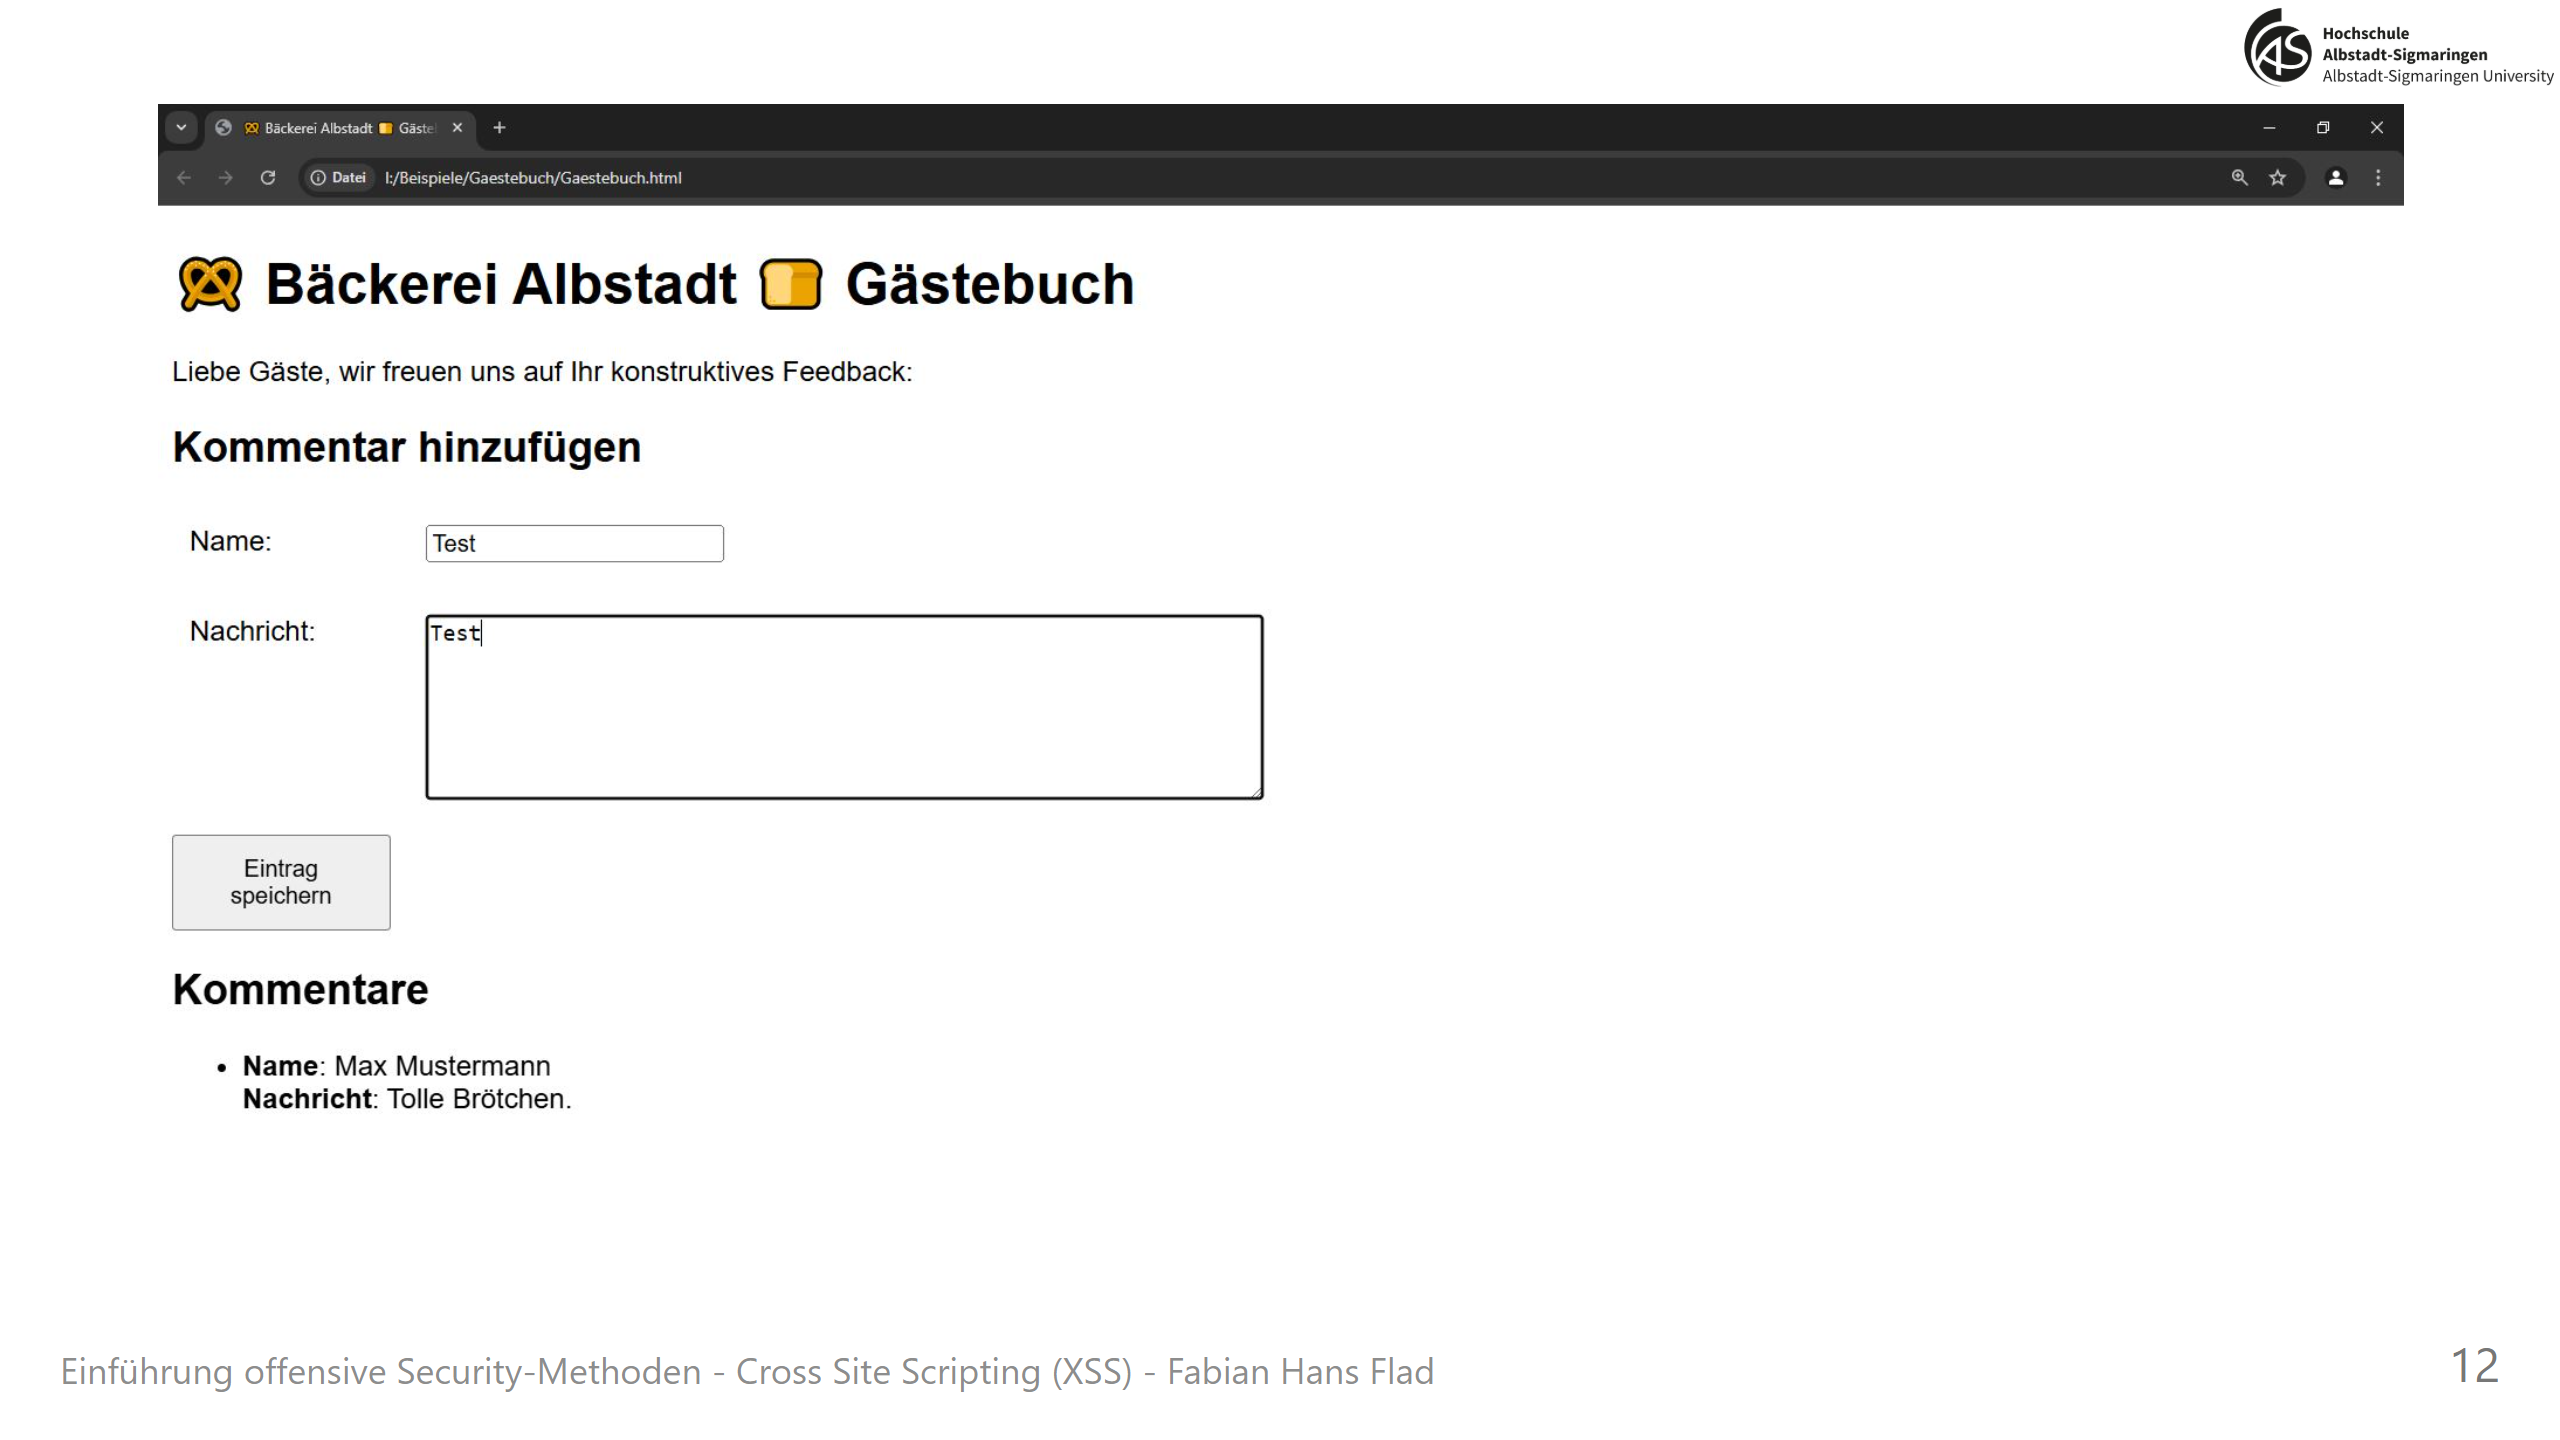 Hochschule
Albstadt-Sigmaringen
Albstadt-Sigmaringen University
Bäckerei Albstadt Gäste
Datei I:/Beispiele/Gaestebuch/Gaestebuch.html
Bäckerei Albstadt Gästebuch
Liebe Gäste, wir freuen uns auf Ihr konstruktives Feedback:
Kommentar hinzufügen
Name: Test
Nachricht: Test
Eintrag
speichern
Kommentare
• Name: Max Mustermann
Nachricht: Tolle Brötchen.
Einführung offensive Security-Methoden - Cross Site Scripting (XSS) - Fabian Hans Flad
12